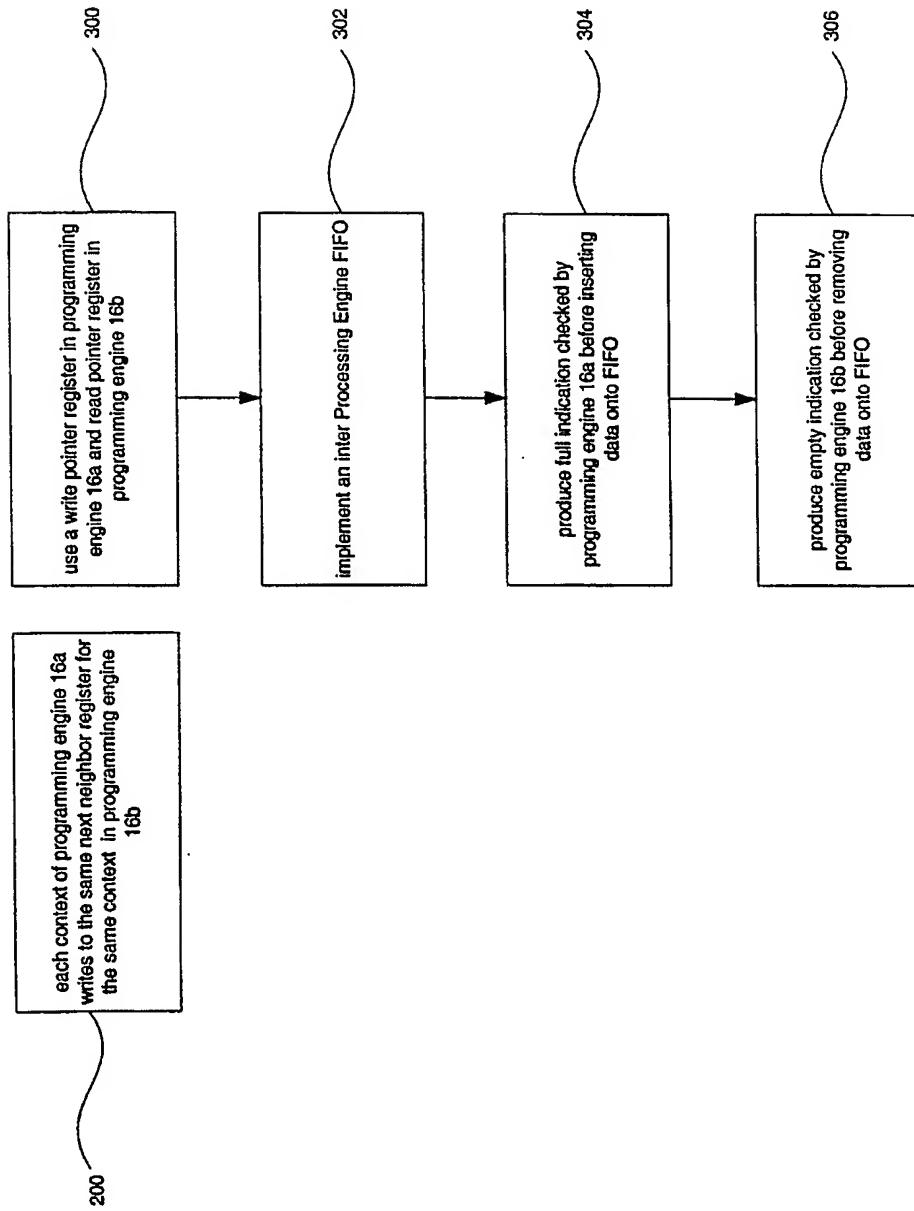 200
each context of programming engine 16a
writes to the same next neighbor register for
the same context in programming engine
16b
300
use a write pointer register in programming
engine 16a and read pointer register in
programming engine 16b
302
implement an inter Processing Engine FIFO
304
produce full indication checked by
programming engine 16a before inserting
data onto FIFO
306
produce empty indication checked by
programming engine 16b before removing
data onto FIFO